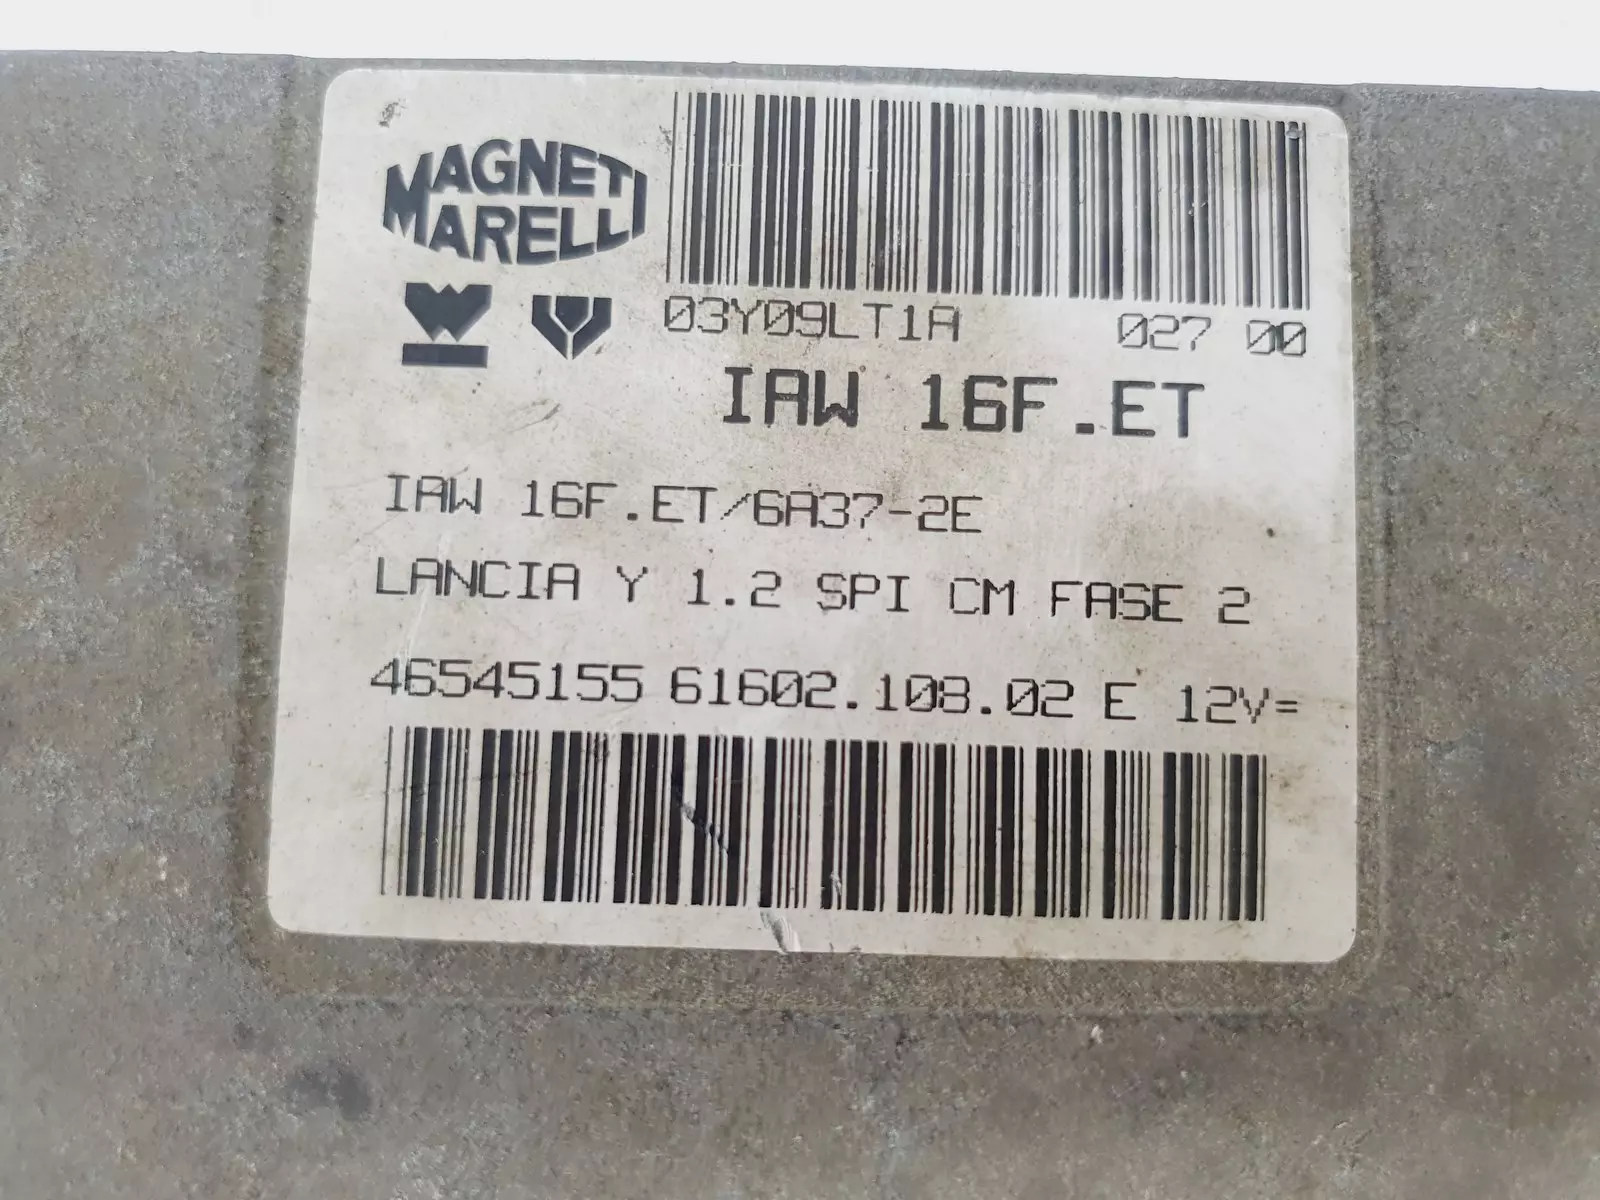 MAGNETI
MARELLI
03Y09LT1A 027 00
IAW 16F.ET
IAW 16F.ET/6A37-2E
LANCIA Y 1.2 SPI CM FASE 2
46545155 61602.108.02 E 12V=